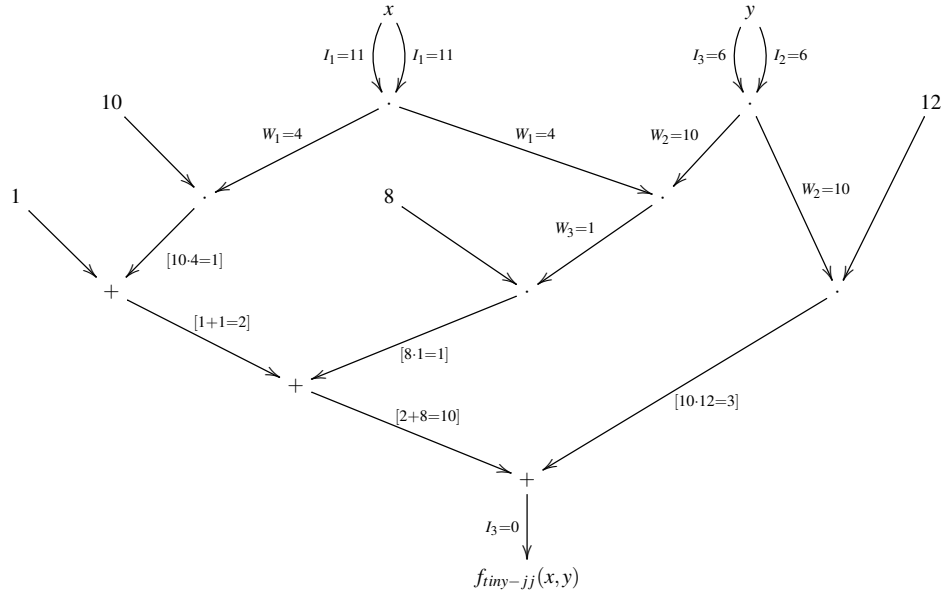 x y
I₁=11 I₁=11 I₃=6 I₂=6
10 · · 12
W₁=4 W₁=4 W₂=10
1 · 8 · W₂=10
W₃=1
[10·4=1]
+ · ·
[1+1=2]
[8·1=1]
+
[2+8=10] [10·12=3]
+
I₃=0
f_{tiny-jj}(x,y)